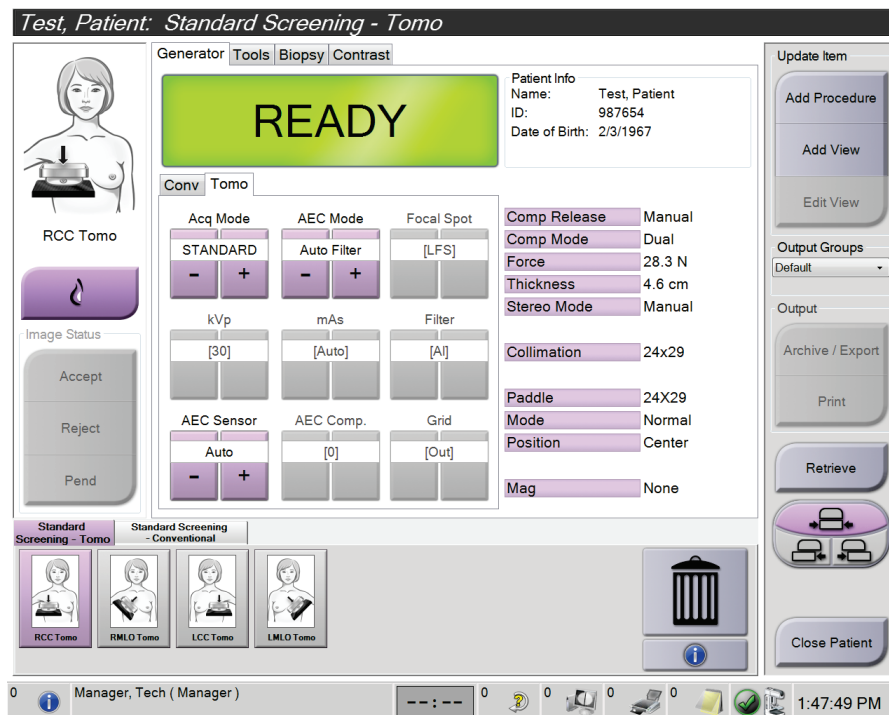 Test, Patient: Standard Screening - Tomo
Generator Tools Biopsy Contrast
READY
Patient Info
Name: Test, Patient
ID: 987654
Date of Birth: 2/3/1967
RCC Tomo
Conv Tomo
Acq Mode AEC Mode Focal Spot
STANDARD Auto Filter [LFS]
- + - +
kVp mAs Filter
[30] [Auto] [Al]
AEC Sensor AEC Comp. Grid
Auto [0] [Out]
- +
Comp Release Manual
Comp Mode Dual
Force 28.3 N
Thickness 4.6 cm
Stereo Mode Manual
Collimation 24x29
Paddle 24X29
Mode Normal
Position Center
Mag None
Image Status
Accept
Reject
Pend
Update Item
Add Procedure
Add View
Edit View
Output Groups
Default
Output
Archive / Export
Print
Retrieve
Close Patient
Standard
Screening - Tomo
Standard Screening
- Conventional
RCC Tomo RMLO Tomo LCC Tomo LMLO Tomo
0 Manager, Tech ( Manager ) --:-- 0 0 0 0 1:47:49 PM